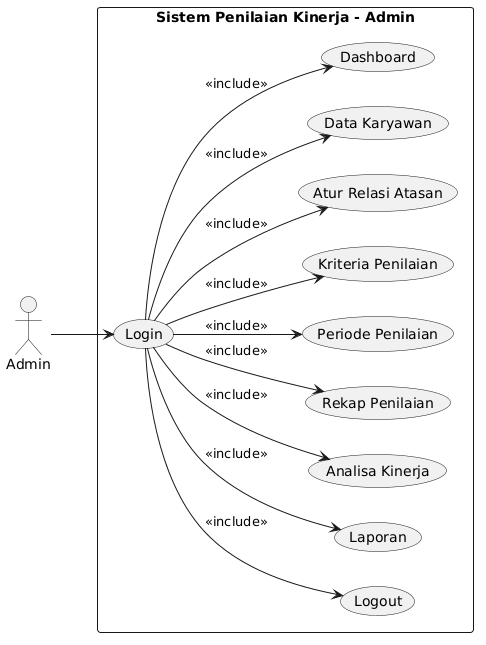 Sistem Penilaian Kinerja - Admin
Dashboard
«include»
Data Karyawan
«include»
Atur Relasi Atasan
«include»
Kriteria Penilaian
«include»
Admin
Login
«include»
Periode Penilaian
«include»
Rekap Penilaian
«include»
Analisa Kinerja
«include»
Laporan
«include»
Logout